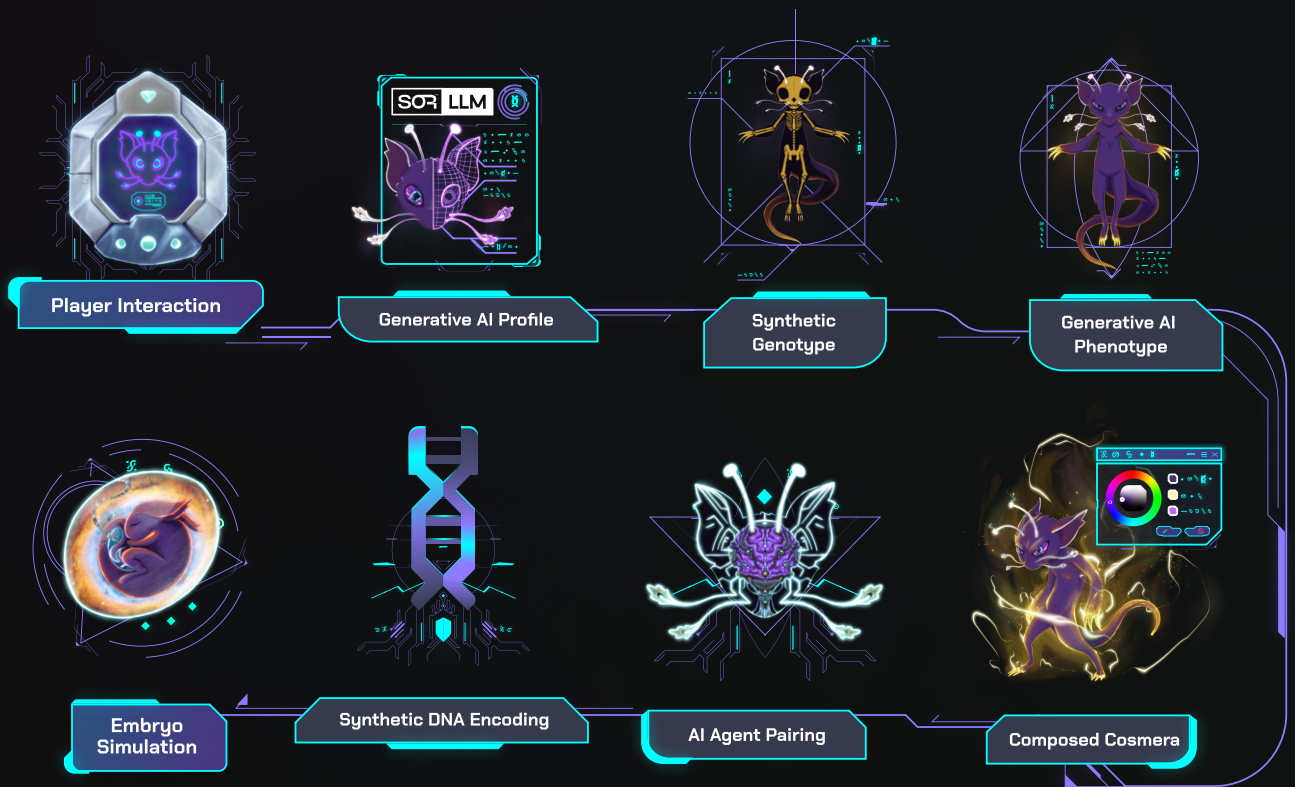 SOR LLM
Player Interaction
Generative AI Profile
Synthetic
Genotype
Generative AI
Phenotype
Embryo
Simulation
Synthetic DNA Encoding
AI Agent Pairing
Composed Cosmera